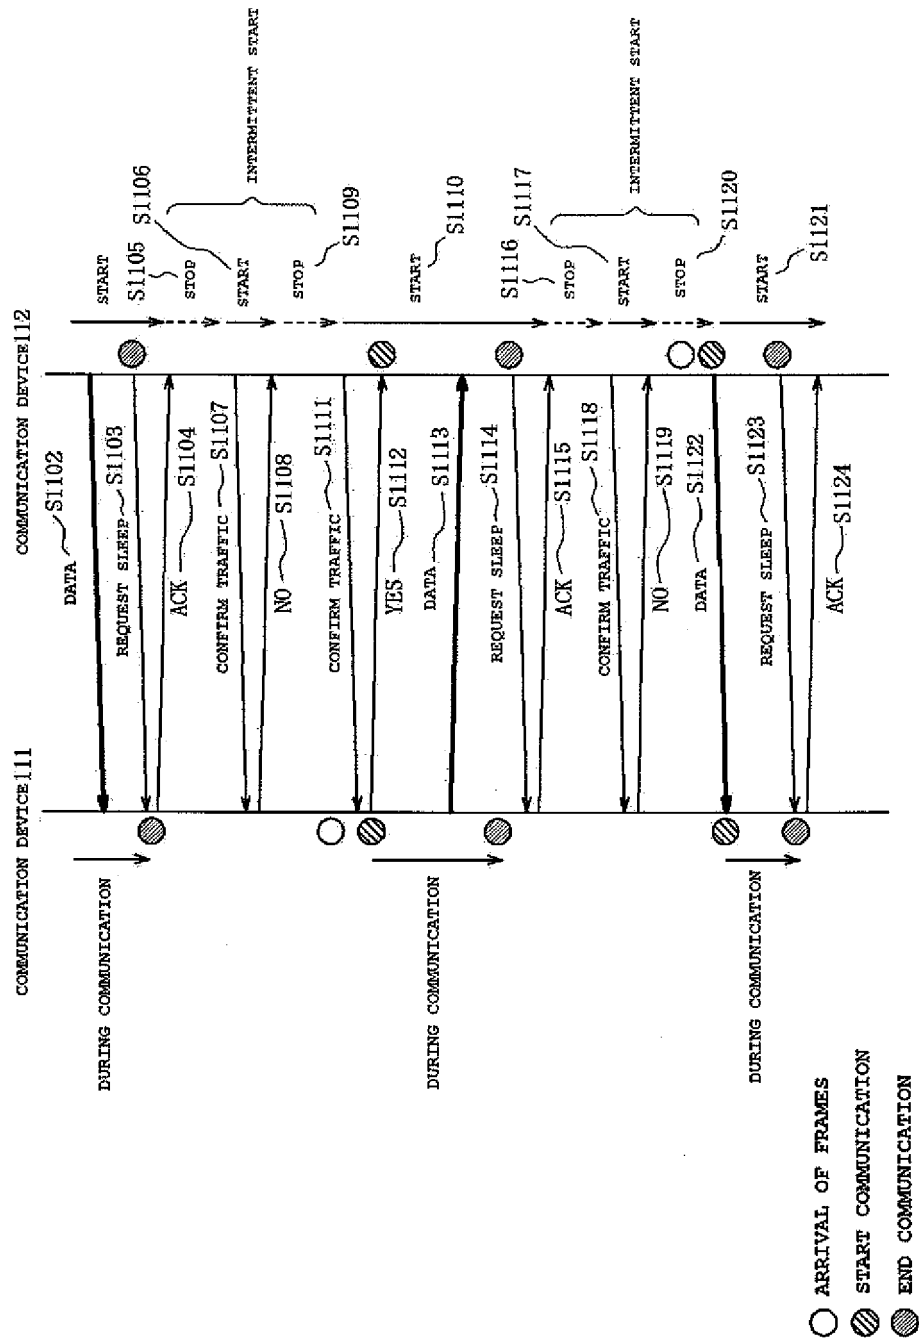 COMMUNICATION DEVICE111
COMMUNICATION DEVICE112
DURING COMMUNICATION
DATA S1102
START
REQUEST SLEEP S1103
S1105
ACK S1104
STOP
S1106
CONFIRM TRAFFIC S1107
START
INTERMITTENT START
NO S1108
STOP
S1109
CONFIRM TRAFFIC S1111
YES S1112
DURING COMMUNICATION
START
S1110
DATA S1113
REQUEST SLEEP S1114
S1116
ACK S1115
STOP
S1117
CONFIRM TRAFFIC S1118
START
INTERMITTENT START
NO S1119
STOP
S1120
DATA S1122
DURING COMMUNICATION
START
S1121
REQUEST SLEEP S1123
ACK S1124
ARRIVAL OF FRAMES
START COMMUNICATION
END COMMUNICATION